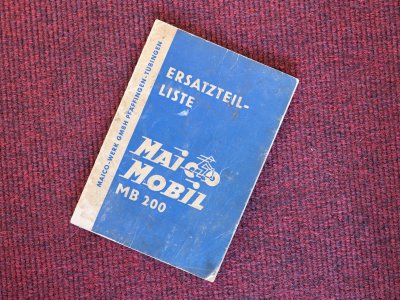 MAICO-WERK GMBH PFÄFFINGEN-TÜBINGEN
ERSATZTEIL-
LISTE
MAICO
MOBIL
MB 200